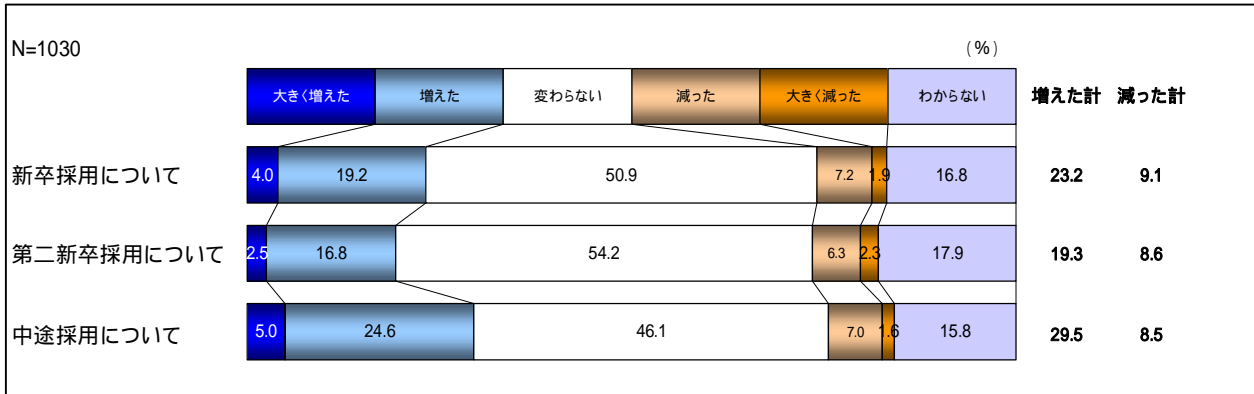 N=1030
(%)
大きく増えた 増えた 変わらない 減った 大きく減った わからない 増えた計 減った計
新卒採用について 4.0 19.2 50.9 7.2 1.9 16.8 23.2 9.1
第二新卒採用について 2.5 16.8 54.2 6.3 2.3 17.9 19.3 8.6
中途採用について 5.0 24.6 46.1 7.0 1.6 15.8 29.5 8.5